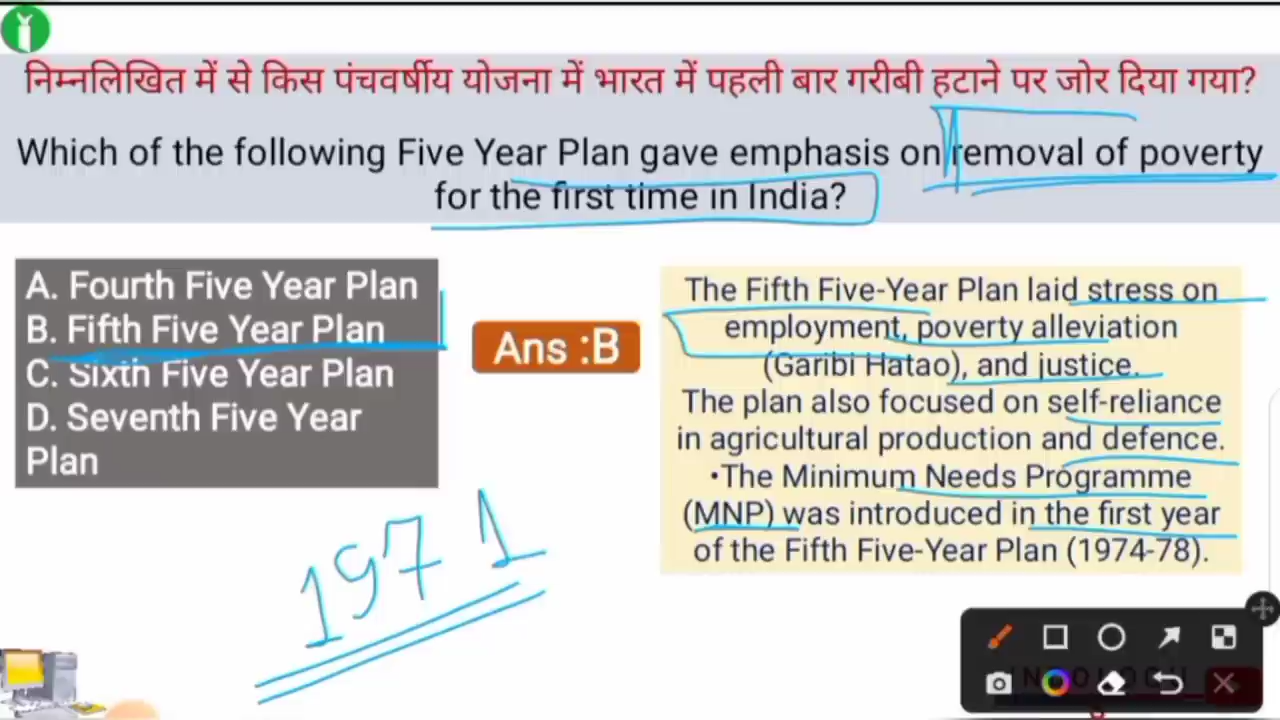 निम्नलिखित में से किस पंचवर्षीय योजना में भारत में पहली बार गरीबी हटाने पर जोर दिया गया?
Which of the following Five Year Plan gave emphasis on removal of poverty
for the first time in India?
A. Fourth Five Year Plan
B. Fifth Five Year Plan
C. Sixth Five Year Plan
D. Seventh Five Year
Plan
Ans :B
The Fifth Five-Year Plan laid stress on
employment, poverty alleviation
(Garibi Hatao), and justice.
The plan also focused on self-reliance
in agricultural production and defence.
•The Minimum Needs Programme
(MNP) was introduced in the first year
of the Fifth Five-Year Plan (1974-78).
1971